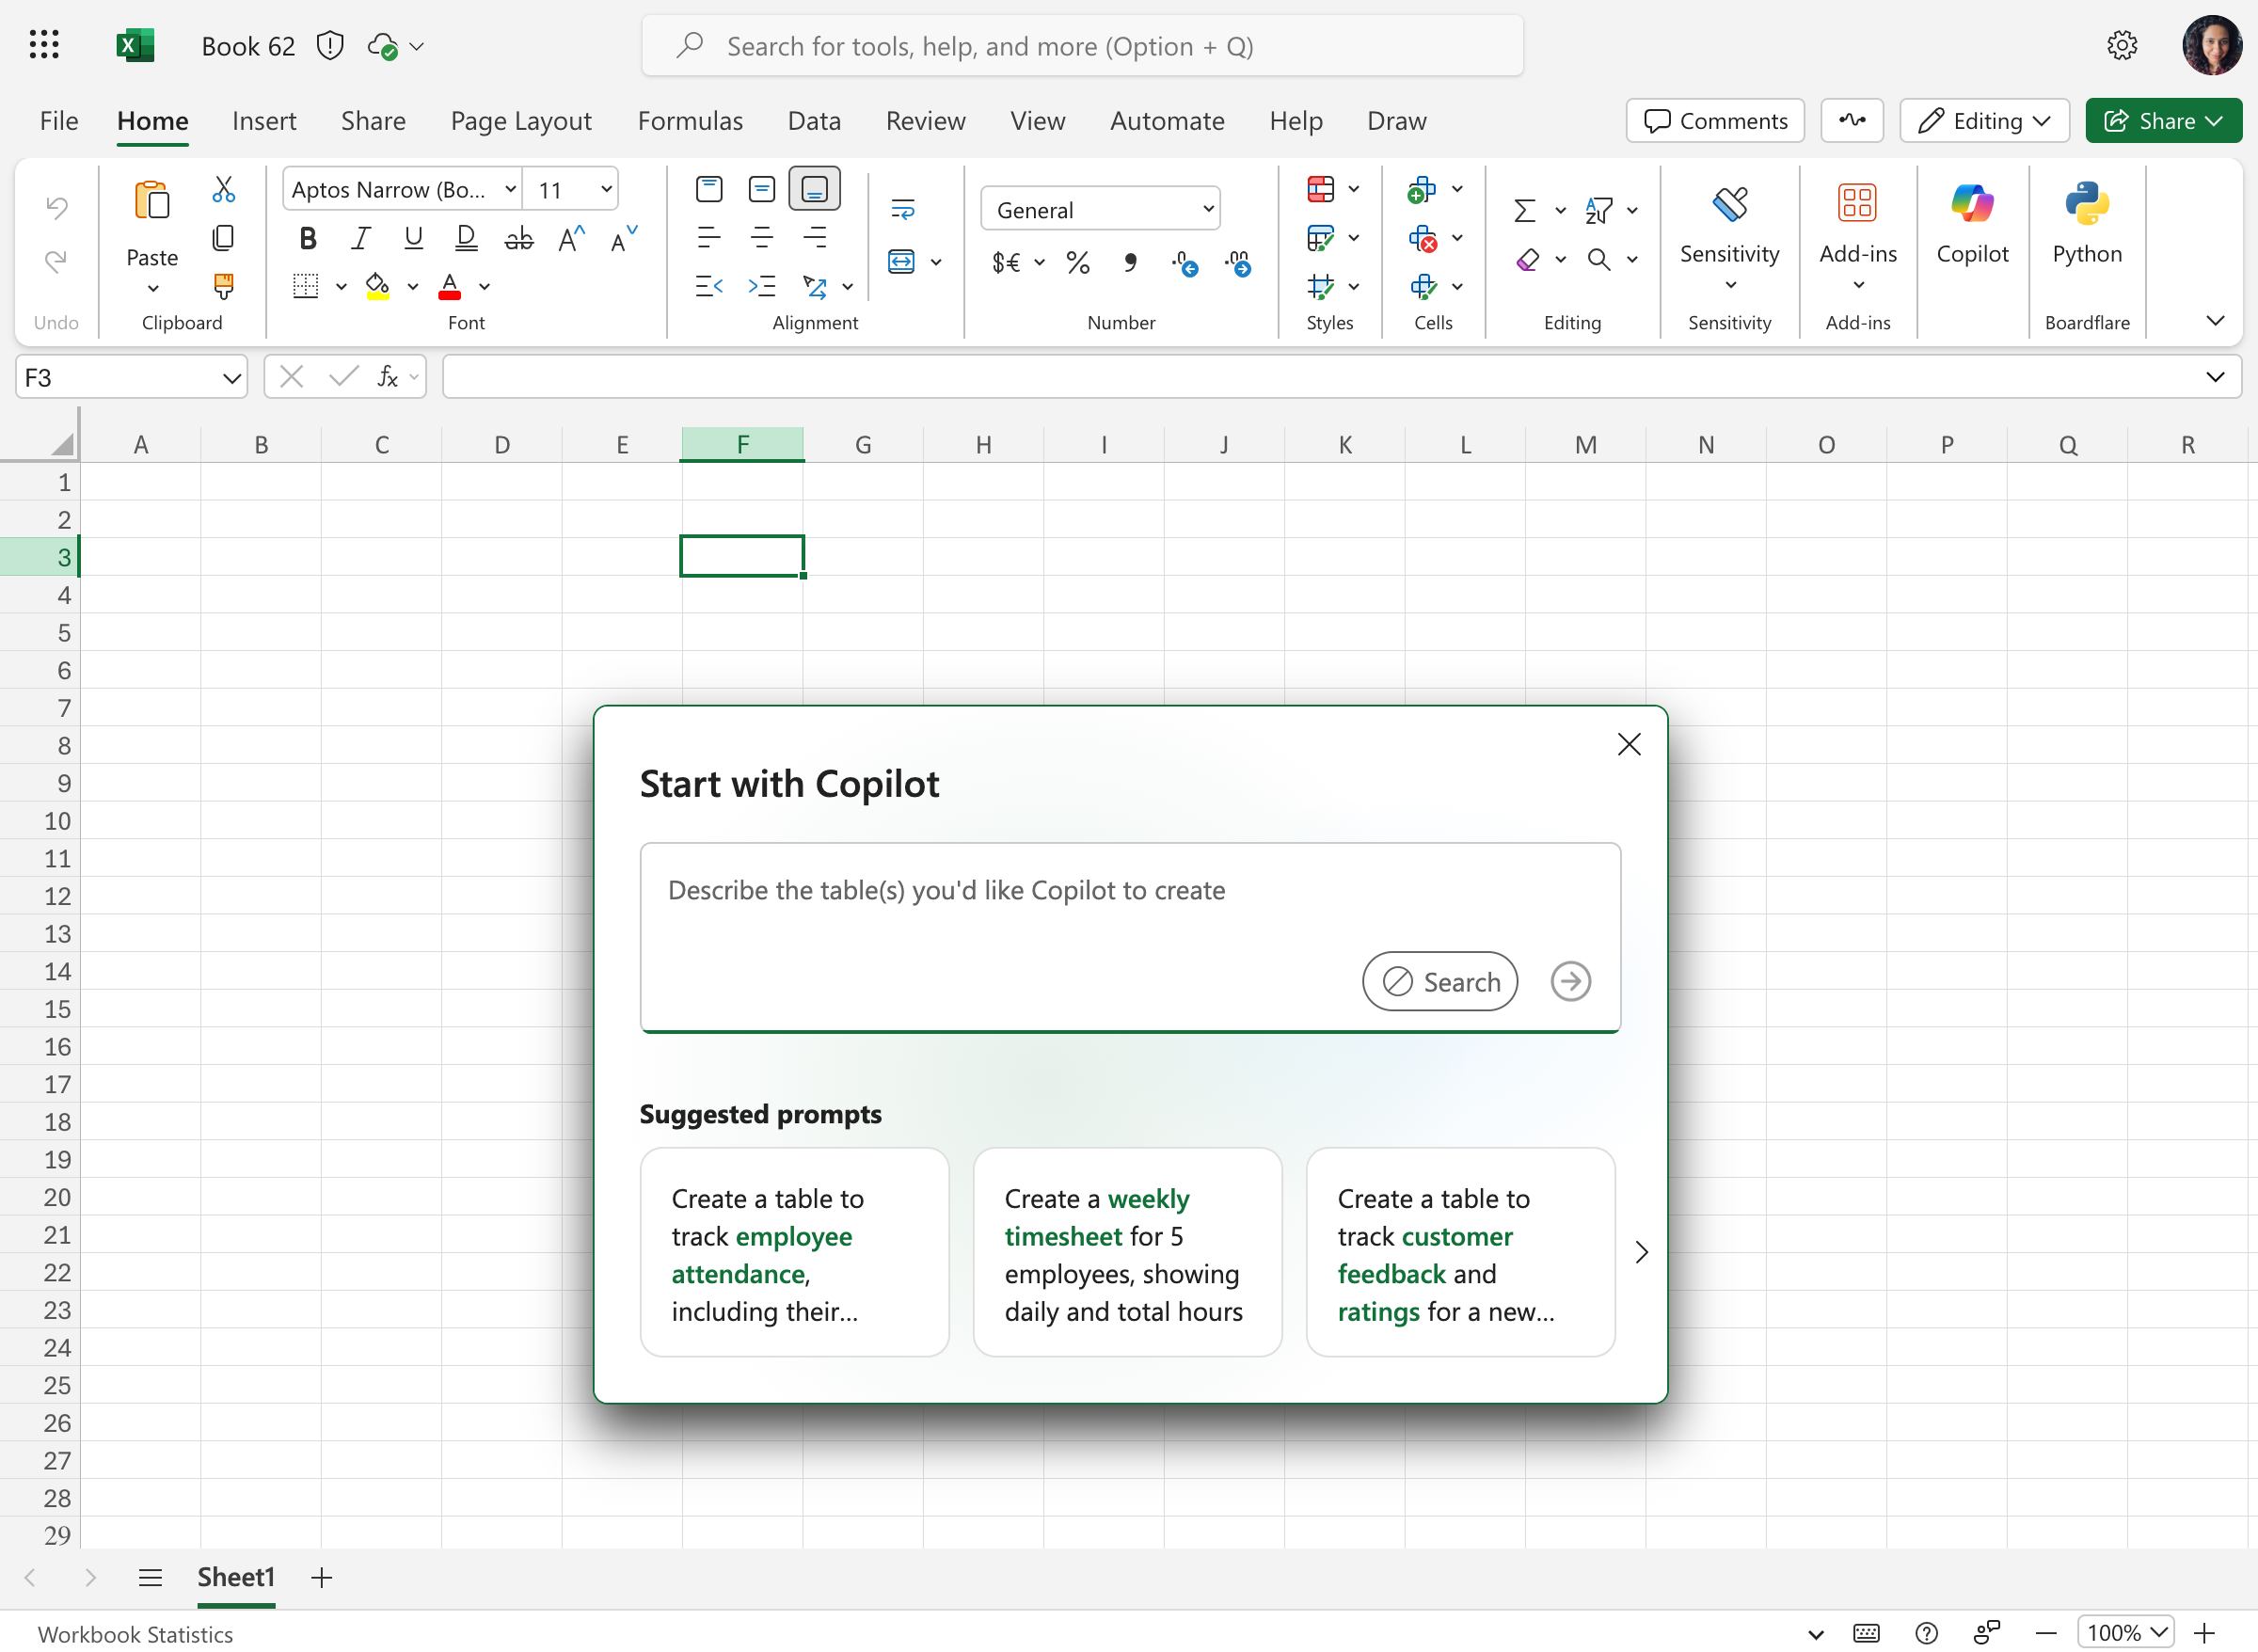 Book 62
Search for tools, help, and more (Option + Q)
File Home Insert Share Page Layout Formulas Data Review View Automate Help Draw
Comments Editing Share
Paste
Aptos Narrow (Bo... 11
General
Sensitivity Add-ins Copilot Python
Undo Clipboard Font Alignment Number Styles Cells Editing Sensitivity Add-ins Boardflare
F3 fx
A B C D E F G H I J K L M N O P Q R
1
2
3
4
5
6
7
8
9
10
11
12
13
14
15
16
17
18
19
20
21
22
23
24
25
26
27
28
29
Start with Copilot
Describe the table(s) you'd like Copilot to create
Search
Suggested prompts
Create a table to
track employee
attendance,
including their...
Create a weekly
timesheet for 5
employees, showing
daily and total hours
Create a table to
track customer
feedback and
ratings for a new...
Sheet1
Workbook Statistics
100%